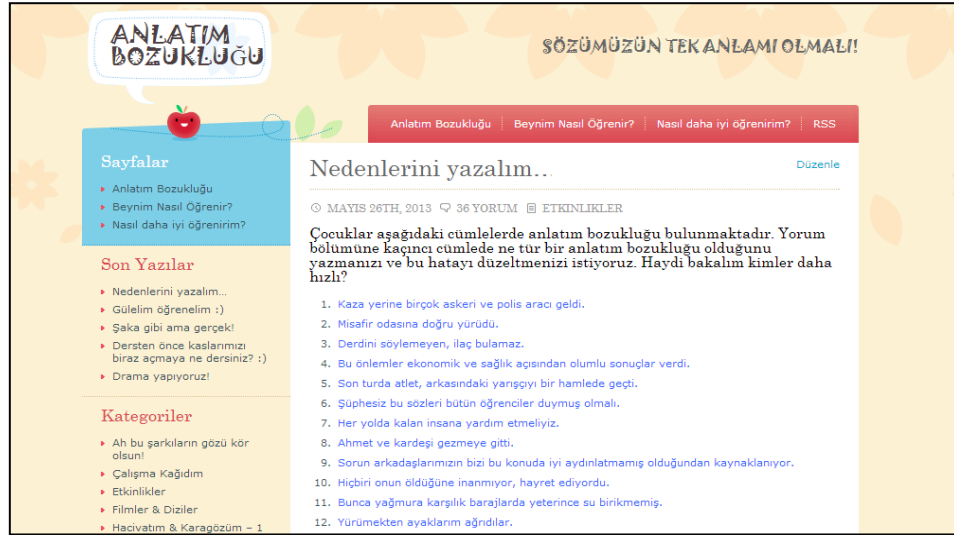 ANLATIM
BOZUKLUĞU
SÖZÜMÜZÜN TEK ANLAMI OLMALI!
Anlatım Bozukluğu
Beynim Nasıl Öğrenir?
Nasıl daha iyi öğrenirim?
RSS
Sayfalar
Anlatım Bozukluğu
Beynim Nasıl Öğrenir?
Nasıl daha iyi öğrenirim?
Son Yazılar
Nedenlerini yazalım…
Gülelim öğrenelim :)
Şaka gibi ama gerçek!
Dersten önce kaslarımızı
biraz açmaya ne dersiniz? :)
Drama yapıyoruz!
Kategoriler
Ah bu şarkıların gözü kör
olsun!
Çalışma Kağıdım
Etkinlikler
Filmler & Diziler
Hacivatım & Karagözüm – 1
Nedenlerini yazalım…
Düzenle
MAYIS 26TH, 2013 36 YORUM ETKINLIKLER
Çocuklar aşağıdaki cümlelerde anlatım bozukluğu bulunmaktadır. Yorum
bölümüne kaçıncı cümlede ne tür bir anlatım bozukluğu olduğunu
yazmanızı ve bu hatayı düzeltmenizi istiyoruz. Haydi bakalım kimler daha
hızlı?
1. Kaza yerine birçok askeri ve polis aracı geldi.
2. Misafir odasına doğru yürüdü.
3. Derdini söylemeyen, ilaç bulamaz.
4. Bu önlemler ekonomik ve sağlık açısından olumlu sonuçlar verdi.
5. Son turda atlet, arkasındaki yarışçıyı bir hamlede geçti.
6. Şüphesiz bu sözleri bütün öğrenciler duymuş olmalı.
7. Her yolda kalan insana yardım etmeliyiz.
8. Ahmet ve kardeşi gezmeye gitti.
9. Sorun arkadaşlarımızın bizi bu konuda iyi aydınlatmamış olduğundan kaynaklanıyor.
10. Hiçbiri onun öldüğüne inanmıyor, hayret ediyordu.
11. Bunca yağmura karşılık barajlarda yeterince su birikmemiş.
12. Yürümekten ayaklarım ağrıdılar.